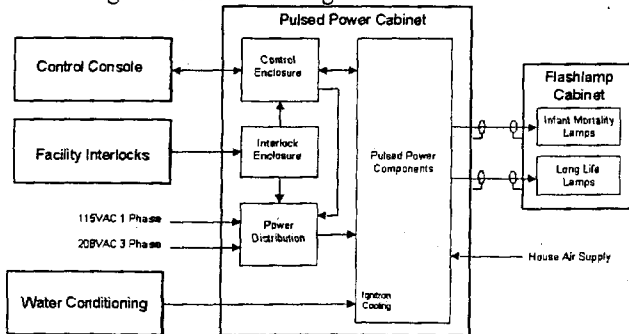 Pulsed Power Cabinet
Control Console
Control
Enclosure
Flashlamp
Cabinet
Infant Mortality
Lamps
Facility Interlocks
Interlock
Enclosure
Pulsed Power
Components
Long Life
Lamps
115VAC 1 Phase
208VAC 3 Phase
Power
Distribution
House Air Supply
Water Conditioning
Ignitron
Cooling